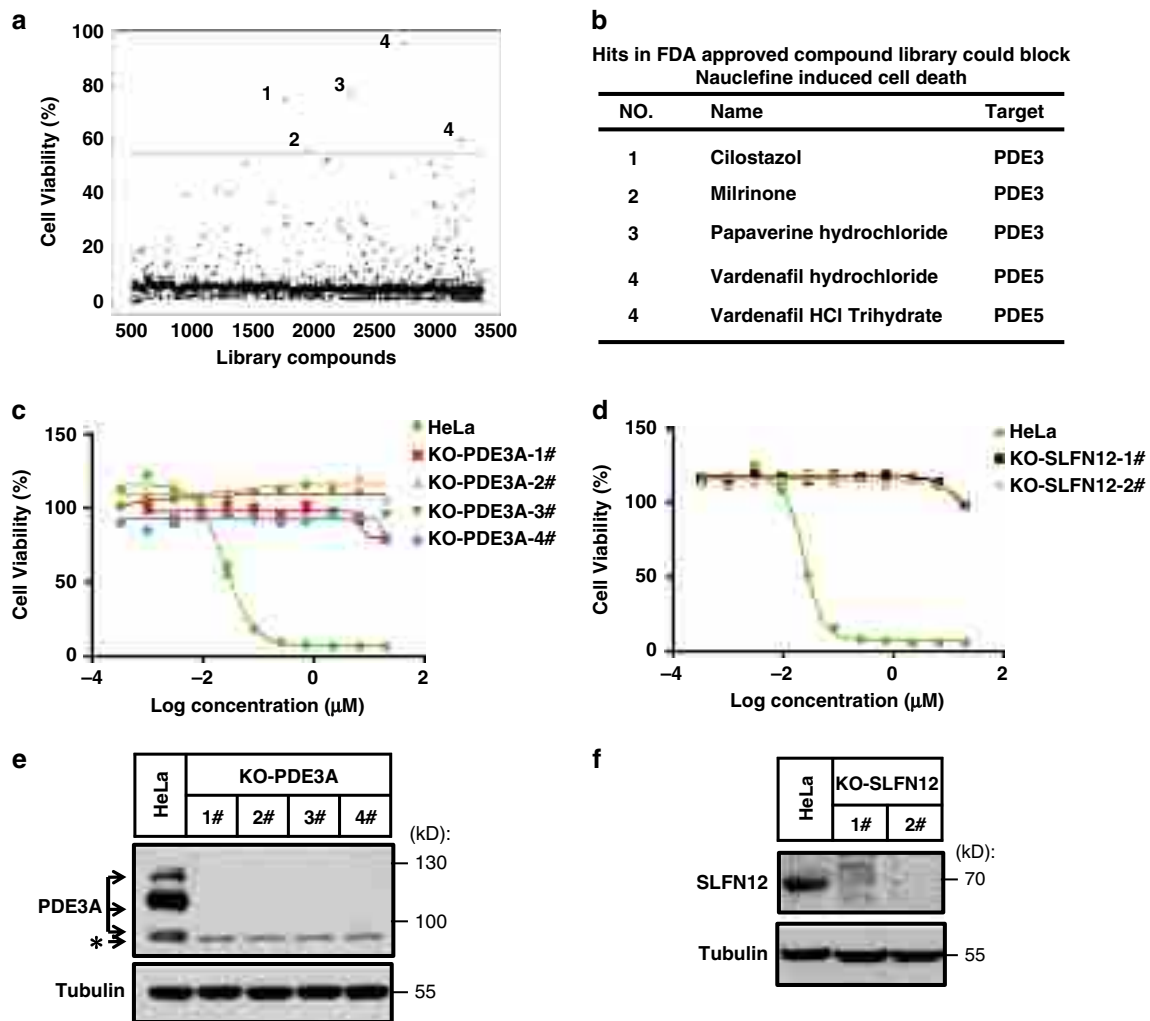 a
100
80
60
40
20
0
Cell Viability (%)
4
1
3
2
4
500 1000 1500 2000 2500 3000 3500
Library compounds
b
Hits in FDA approved compound library could block
Nauclefine induced cell death
NO. Name Target
1 Cilostazol PDE3
2 Milrinone PDE3
3 Papaverine hydrochloride PDE3
4 Vardenafil hydrochloride PDE5
4 Vardenafil HCl Trihydrate PDE5
c
150
100
50
0
Cell Viability (%)
–4 –2 0 2
Log concentration (μM)
HeLa
KO-PDE3A-1#
KO-PDE3A-2#
KO-PDE3A-3#
KO-PDE3A-4#
d
150
100
50
0
Cell Viability (%)
–4 –2 0 2
Log concentration (μM)
HeLa
KO-SLFN12-1#
KO-SLFN12-2#
e
HeLa
KO-PDE3A
1# 2# 3# 4#
(kD):
130
100
PDE3A
*
Tubulin
55
f
HeLa
KO-SLFN12
1# 2#
(kD):
SLFN12
70
Tubulin
55